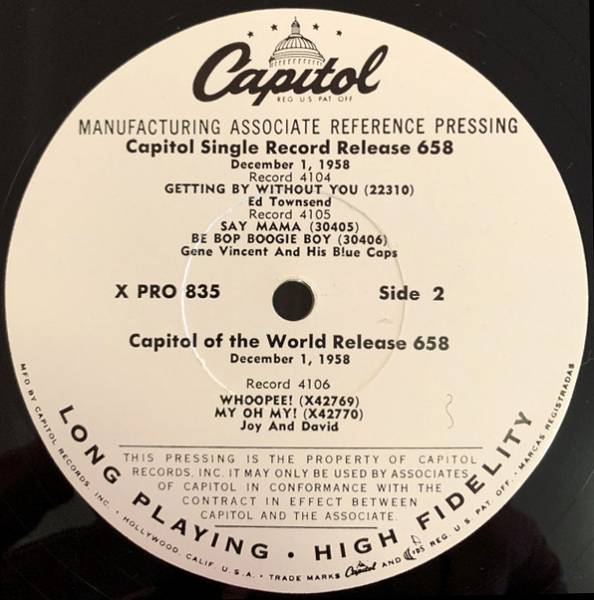 Capitol
REG. U.S. PAT. OFF.
MANUFACTURING ASSOCIATE REFERENCE PRESSING
Capitol Single Record Release 658
December 1, 1958
Record 4104
GETTING BY WITHOUT YOU (22310)
Ed Townsend
Record 4105
SAY MAMA (30405)
BE BOP BOOGIE BOY (30406)
Gene Vincent And His Blue Caps
X PRO 835
Side 2
Capitol of the World Release 658
December 1, 1958
Record 4106
WHOOPEE! (X42769)
MY OH MY! (X42770)
Joy And David
THIS PRESSING IS THE PROPERTY OF CAPITOL
RECORDS, INC. IT MAY ONLY BE USED BY ASSOCIATES
OF CAPITOL IN CONFORMANCE WITH THE
CONTRACT IN EFFECT BETWEEN
CAPITOL AND THE ASSOCIATE.
LONG PLAYING • HIGH FIDELITY
MFD. BY CAPITOL RECORDS, INC. • HOLLYWOOD, CALIF. U.S.A. • TRADE MARKS Capitol AND REG. U.S. PAT. OFF. • MARCAS REGISTRADAS